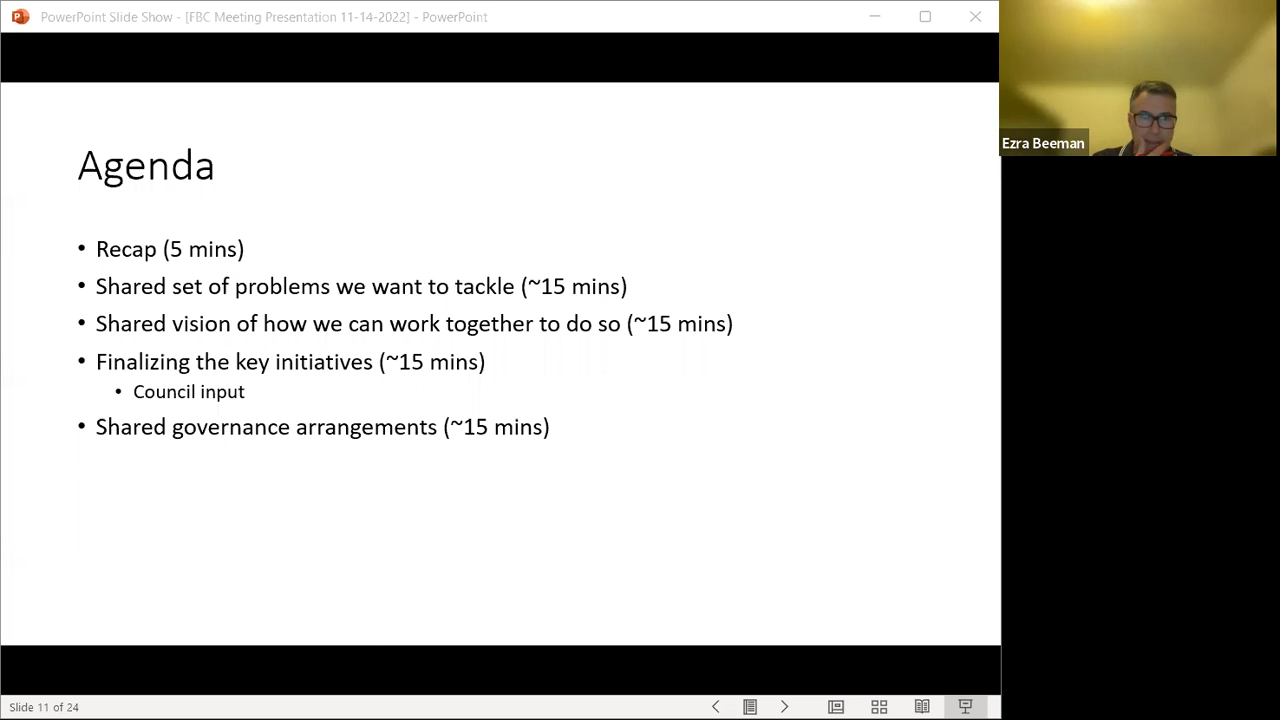 PowerPoint Slide Show - [FBC Meeting Presentation 11-14-2022] - PowerPoint
Ezra Beeman
Agenda
• Recap (5 mins)
• Shared set of problems we want to tackle (~15 mins)
• Shared vision of how we can work together to do so (~15 mins)
• Finalizing the key initiatives (~15 mins)
• Council input
• Shared governance arrangements (~15 mins)
Slide 11 of 24